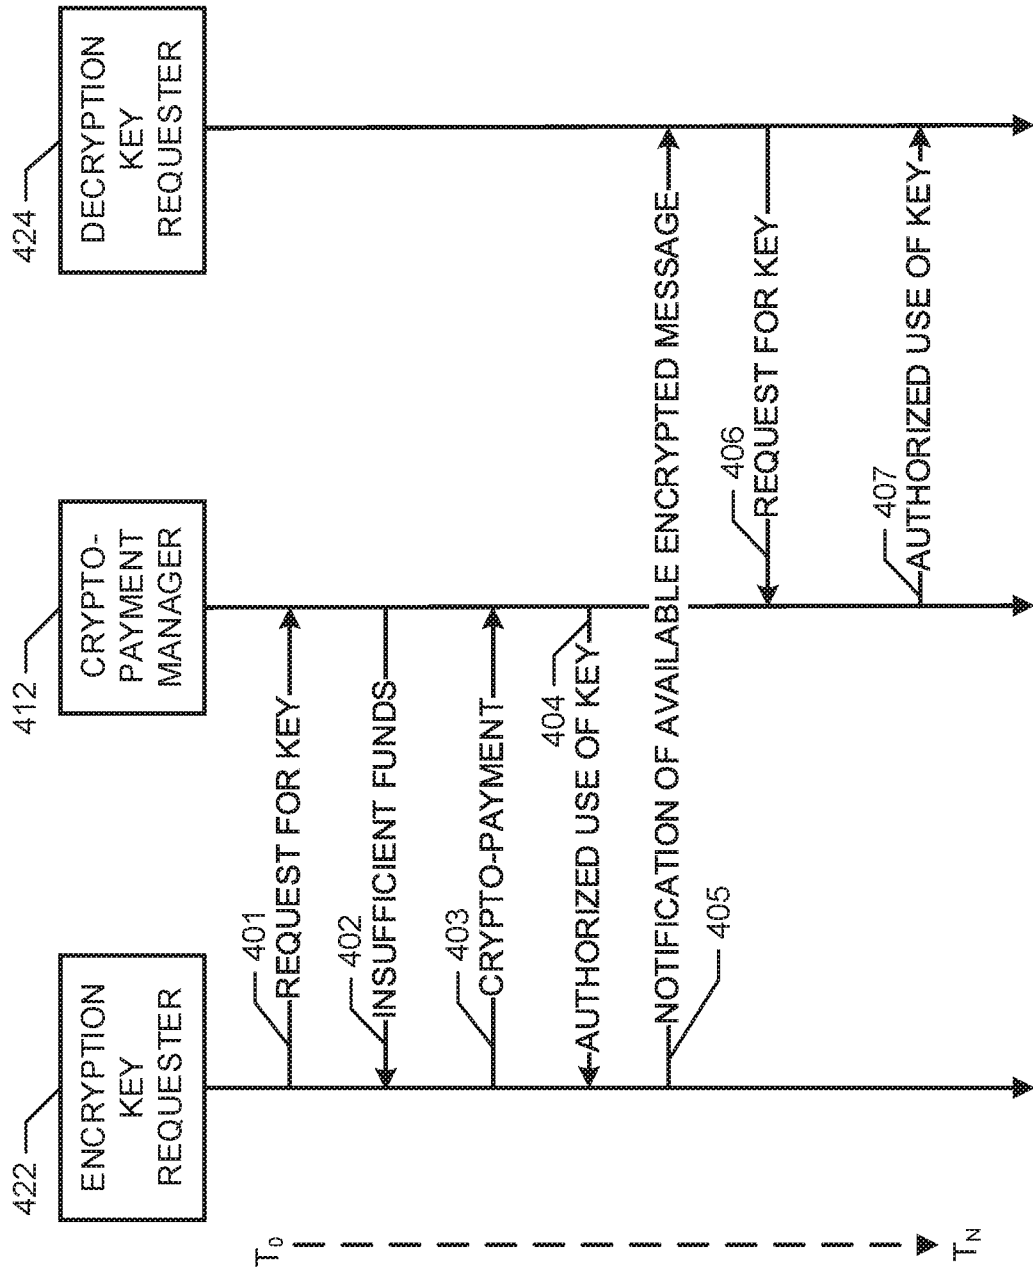 422
ENCRYPTION
KEY
REQUESTER
412
CRYPTO-
PAYMENT
MANAGER
424
DECRYPTION
KEY
REQUESTER
T0
401
REQUEST FOR KEY
402
INSUFFICIENT FUNDS
403
CRYPTO-PAYMENT
404
AUTHORIZED USE OF KEY
NOTIFICATION OF AVAILABLE ENCRYPTED MESSAGE
405
406
REQUEST FOR KEY
407
AUTHORIZED USE OF KEY
TN